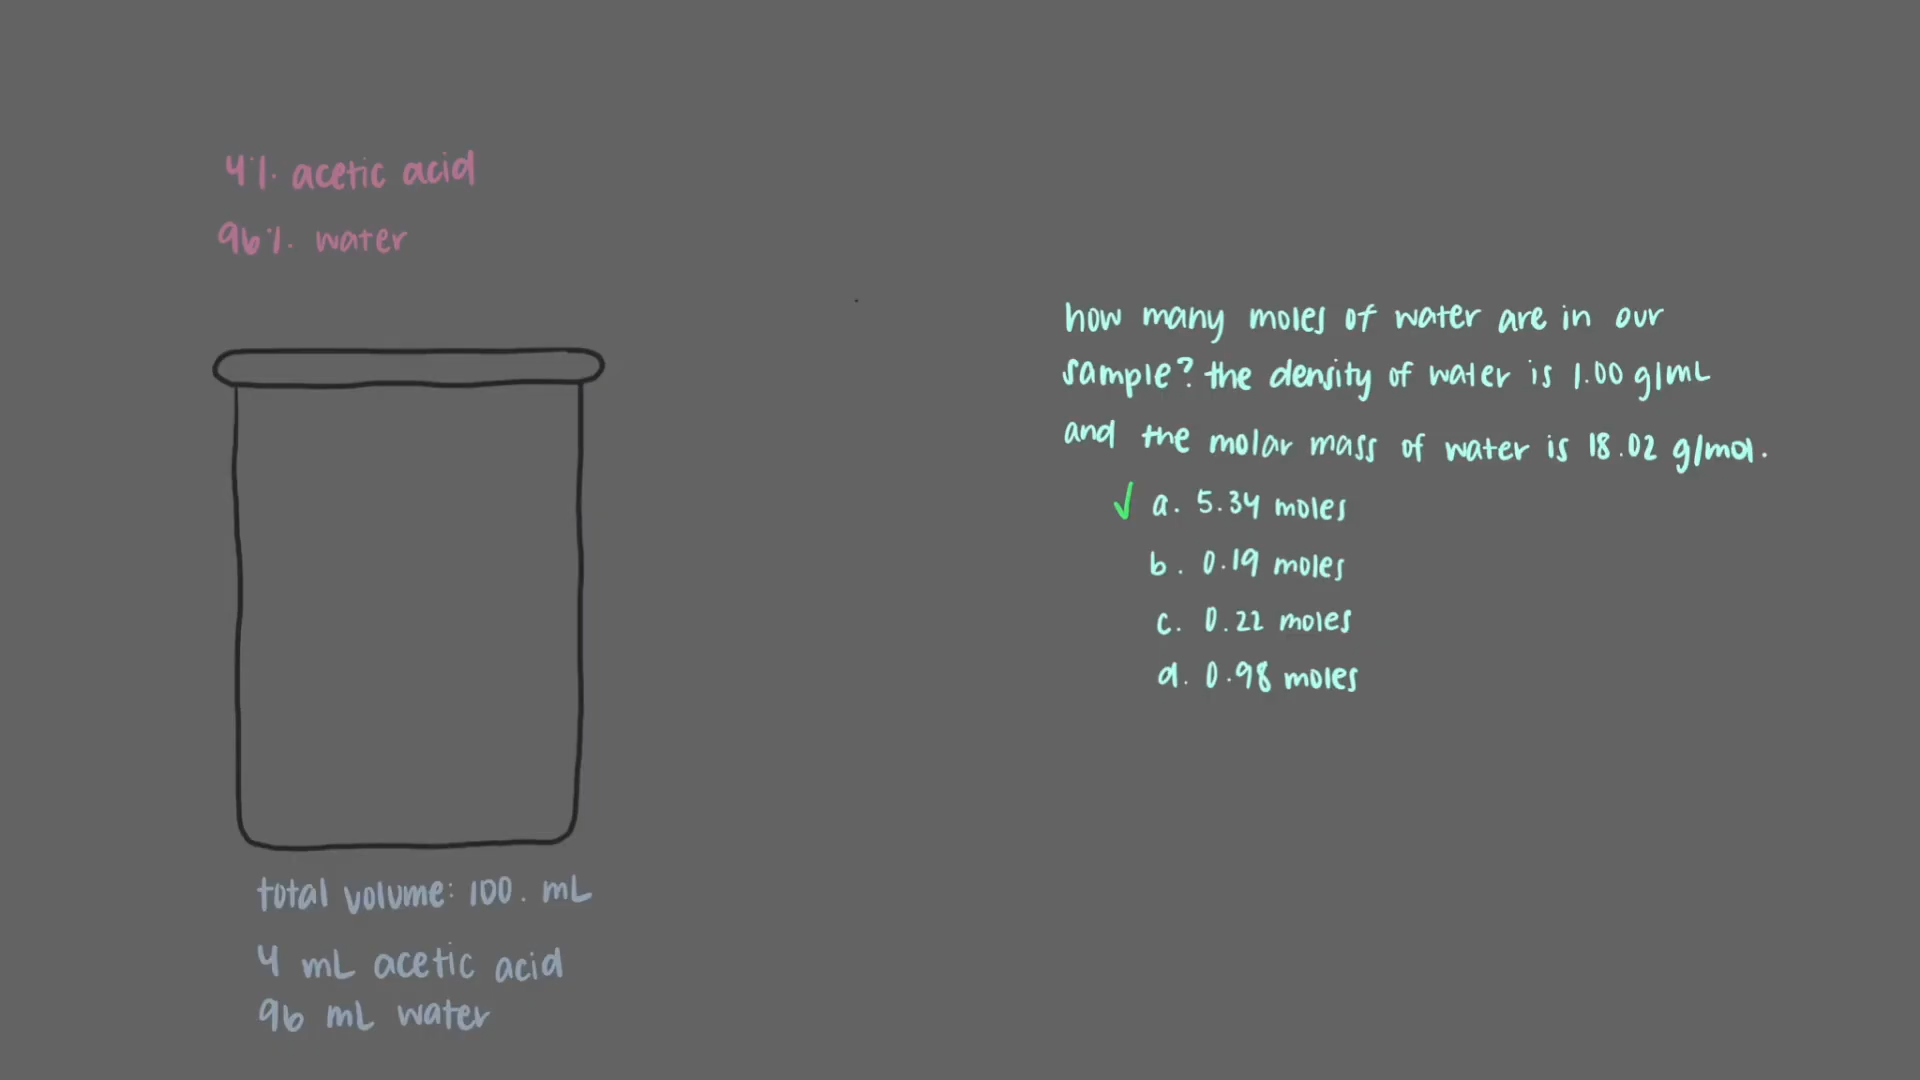 4% acetic acid
96% water
how many moles of water are in our
sample? the density of water is 1.00 g/mL
and the molar mass of water is 18.02 g/mol.
✓ a. 5.34 moles
b. 0.19 moles
c. 0.22 moles
d. 0.98 moles
total volume: 100. mL
4 mL acetic acid
96 mL water